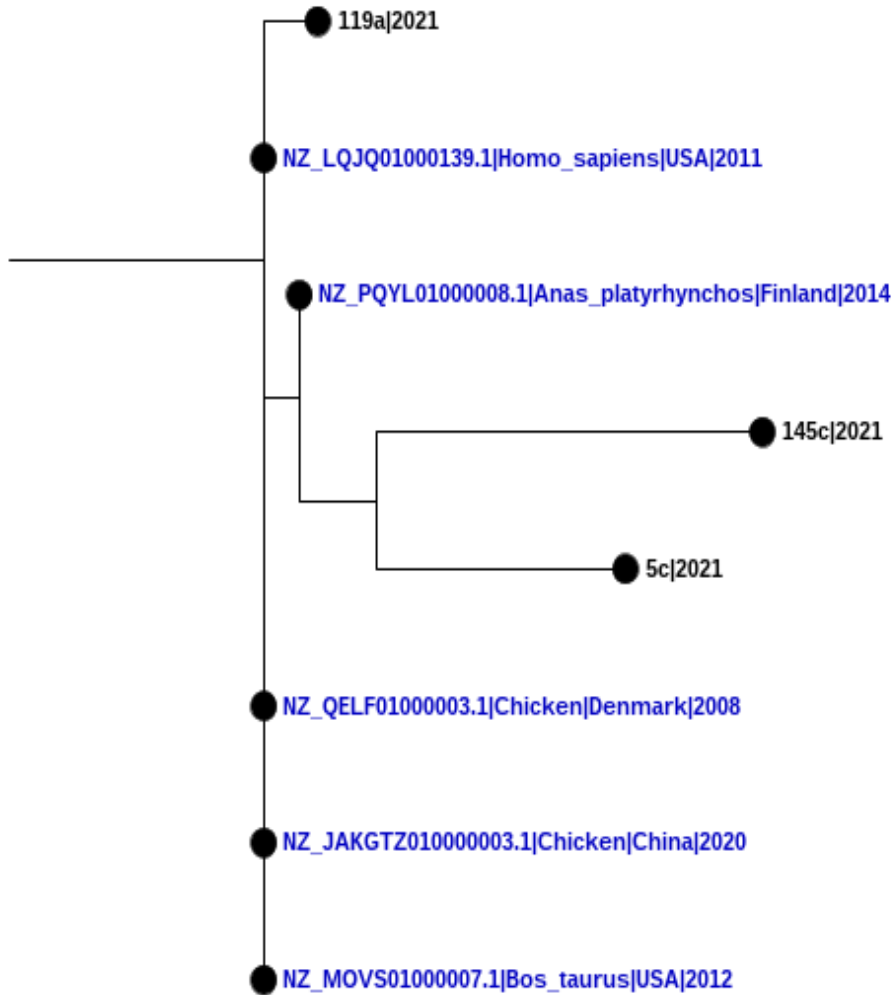 119a|2021
NZ_LQJQ01000139.1|Homo_sapiens|USA|2011
NZ_PQYL01000008.1|Anas_platyrhynchos|Finland|2014
145c|2021
5c|2021
NZ_QELF01000003.1|Chicken|Denmark|2008
NZ_JAKGTZ010000003.1|Chicken|China|2020
NZ_MOVS01000007.1|Bos_taurus|USA|2012